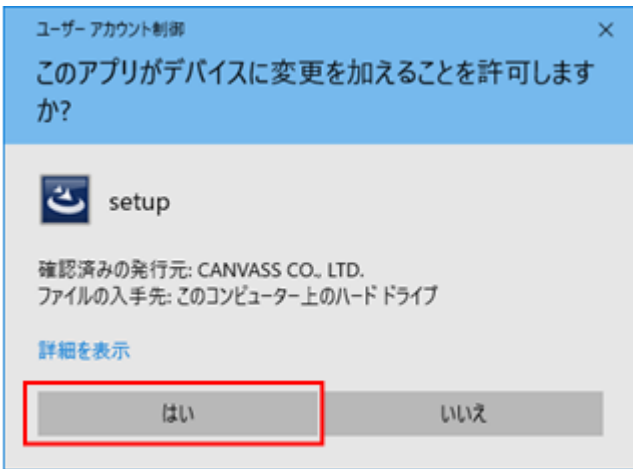 ユーザー アカウント制御
このアプリがデバイスに変更を加えることを許可します
か?
setup
確認済みの発行元: CANVASS CO., LTD.
ファイルの入手先: このコンピューター上のハード ドライブ
詳細を表示
はい
いいえ